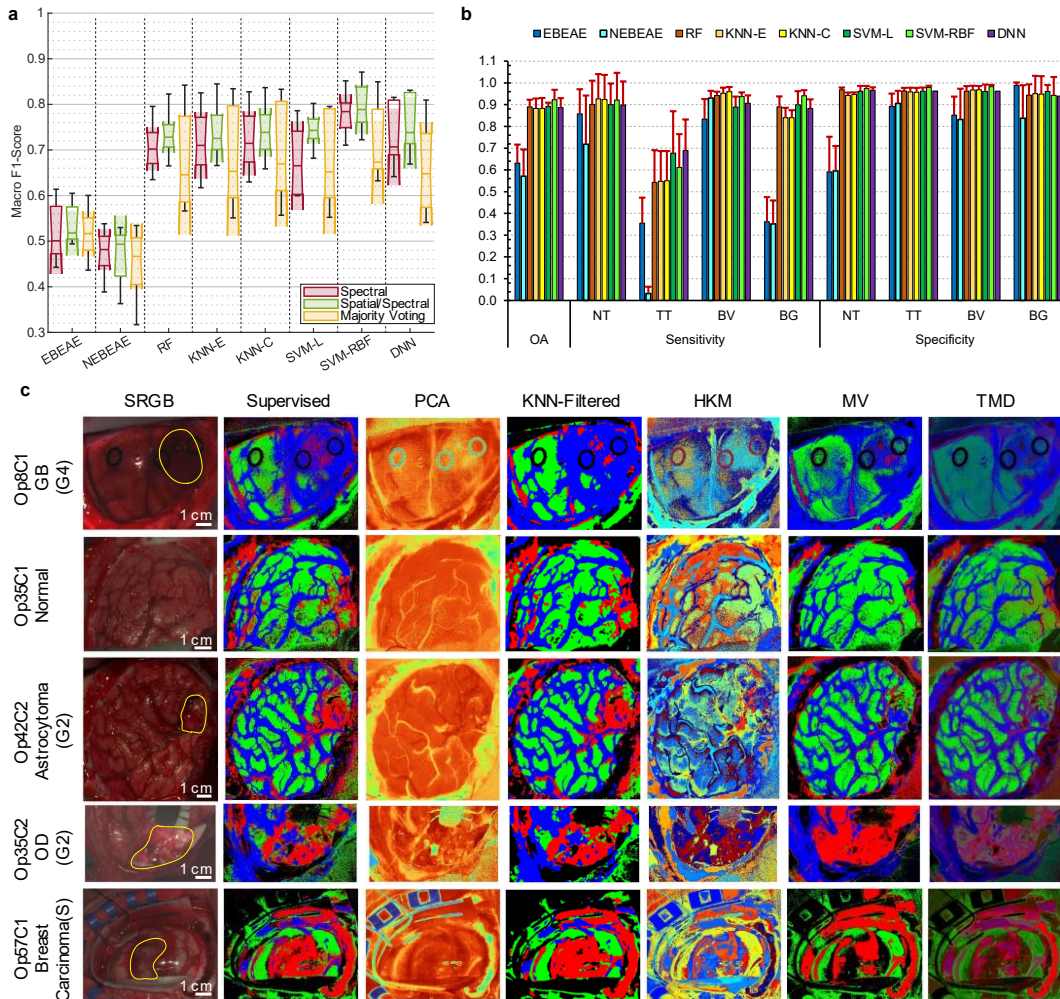 a
1
0.9
0.8
0.7
0.6
0.5
0.4
0.3
Macro F1-Score
EBEAE
NEBEAE
RF
KNN-E
KNN-C
SVM-L
SVM-RBF
DNN
Spectral
Spatial/Spectral
Majority Voting
b
EBEAE NEBEAE RF KNN-E KNN-C SVM-L SVM-RBF DNN
1.1
1.0
0.9
0.8
0.7
0.6
0.5
0.4
0.3
0.2
0.1
0.0
NT TT BV BG NT TT BV BG
OA Sensitivity Specificity
c
SRGB Supervised PCA KNN-Filtered HKM MV TMD
Op8C1
GB
(G4)
1 cm
Op35C1
Normal
1 cm
Op42C2
Astrocytoma
(G2)
1 cm
Op35C2
OD
(G2)
1 cm
Op57C1
Breast
Carcinoma(S)
1 cm